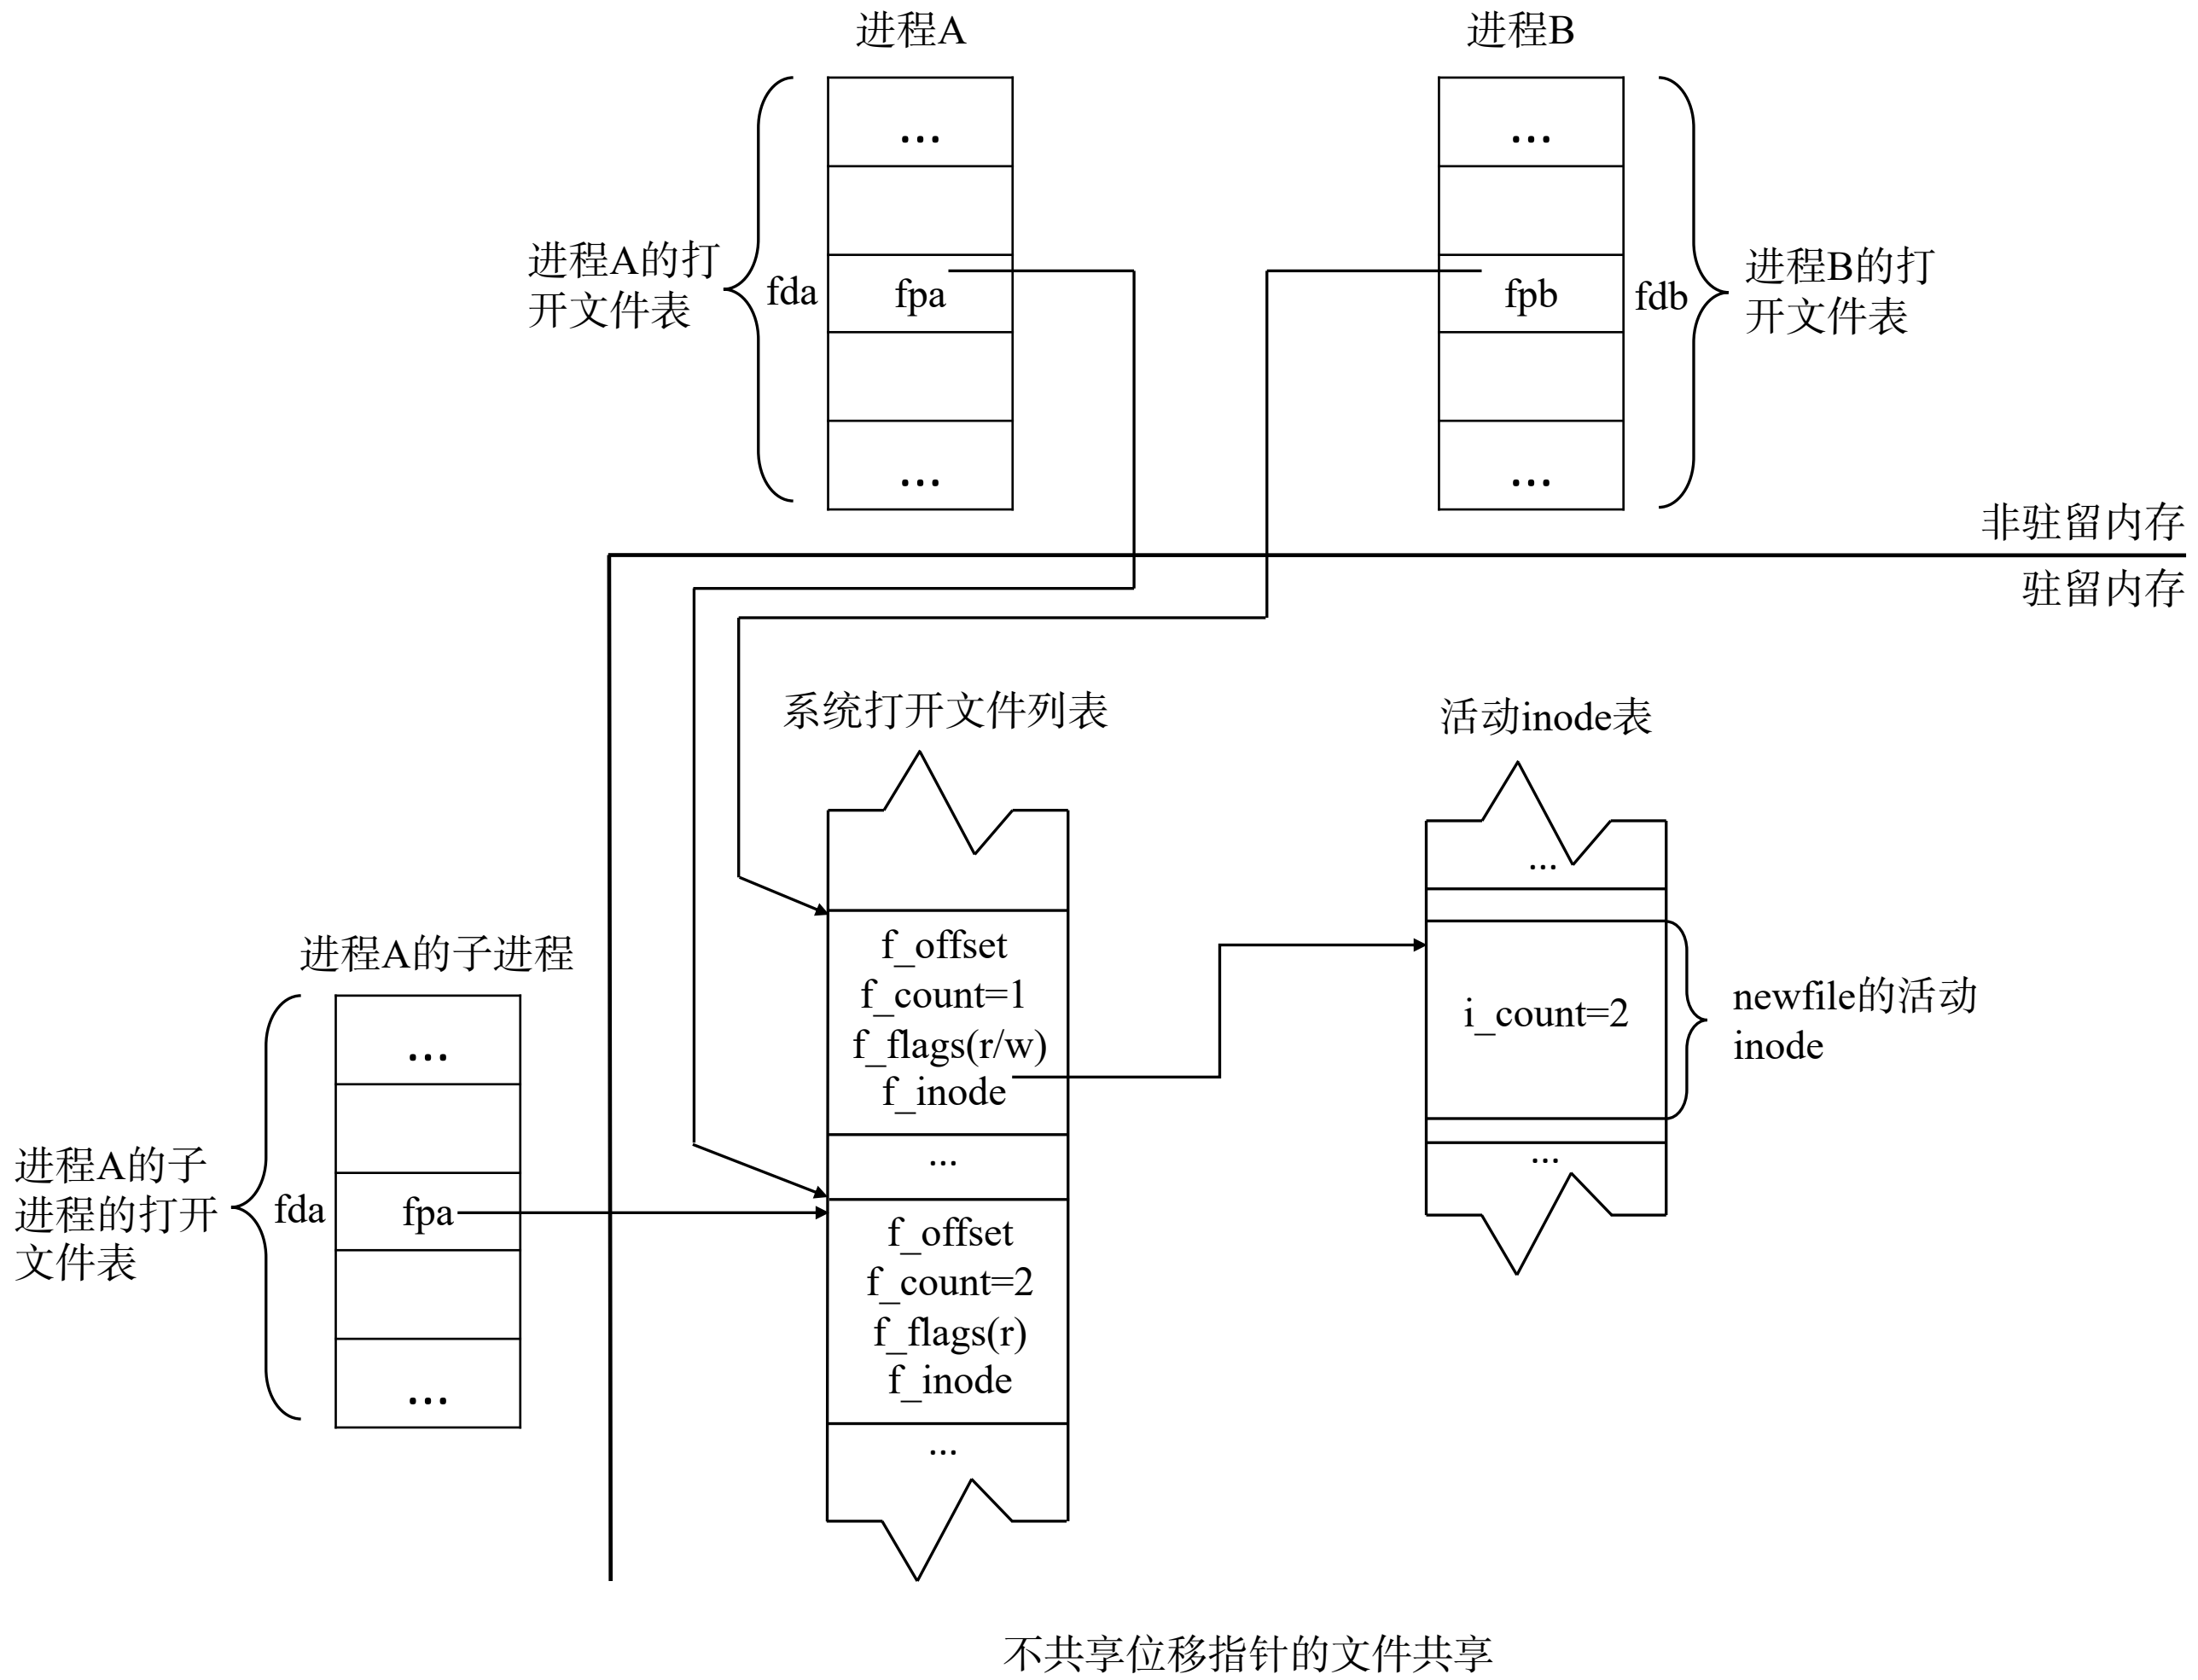 进程A
进程B
...
...
进程A的打
开文件表
fda
fpa
fpb
fdb
进程B的打
开文件表
...
...
非驻留内存
驻留内存
系统打开文件列表
活动inode表
...
进程A的子进程
f_offset
f_count=1
f_flags(r/w)
f_inode
i_count=2
newfile的活动
inode
...
...
...
进程A的子
进程的打开
文件表
fda
fpa
f_offset
f_count=2
f_flags(r)
f_inode
...
...
不共享位移指针的文件共享